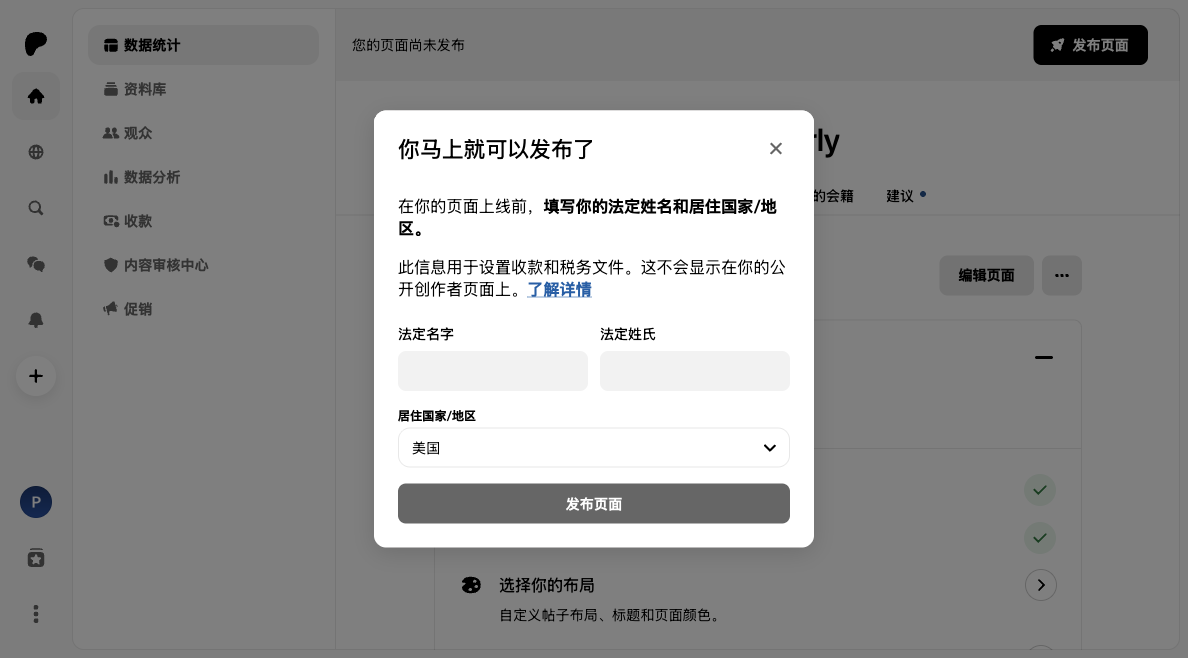 数据统计
资料库
观众
数据分析
收款
内容审核中心
促销
P
您的页面尚未发布
发布页面
rly
的会籍
建议
编辑页面
你马上就可以发布了
在你的页面上线前，填写你的法定姓名和居住国家/地
区。
此信息用于设置收款和税务文件。这不会显示在你的公
开创作者页面上。了解详情
法定名字
法定姓氏
居住国家/地区
美国
发布页面
选择你的布局
自定义帖子布局、标题和页面颜色。